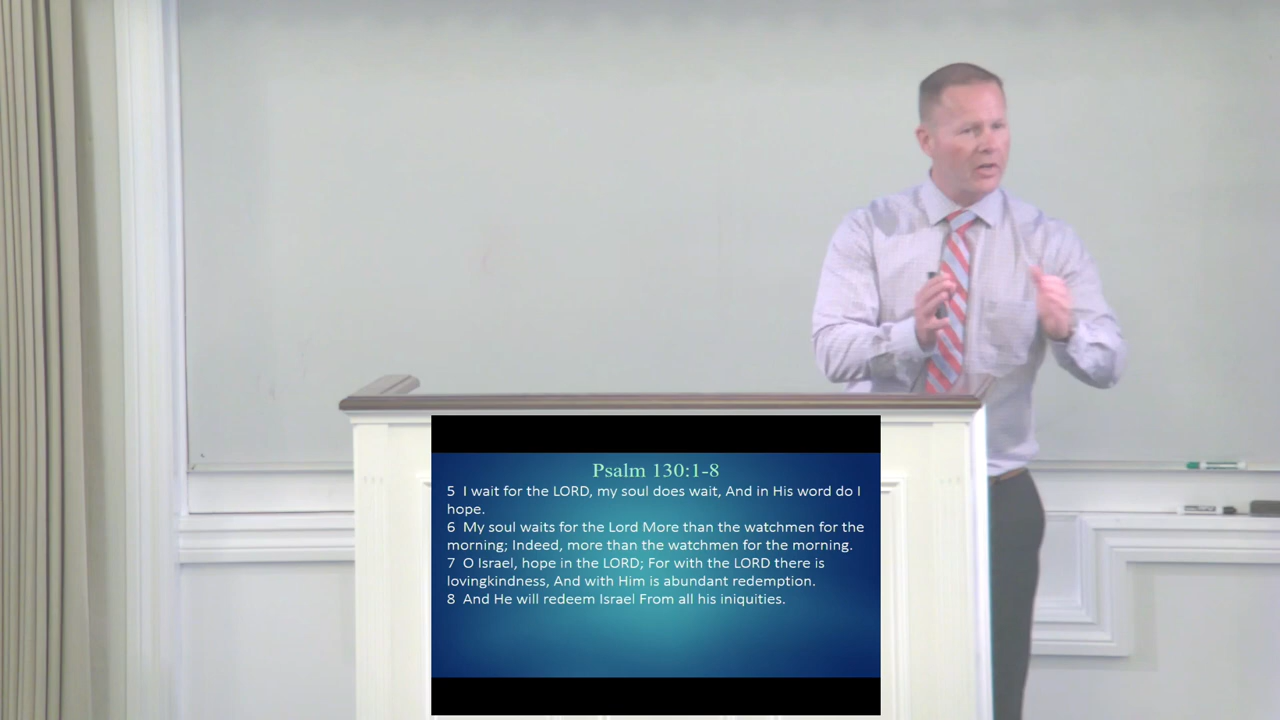 Psalm 130:1-8
5 I wait for the LORD, my soul does wait, And in His word do I
hope.
6 My soul waits for the Lord More than the watchmen for the
morning; Indeed, more than the watchmen for the morning.
7 O Israel, hope in the LORD; For with the LORD there is
lovingkindness, And with Him is abundant redemption.
8 And He will redeem Israel From all his iniquities.